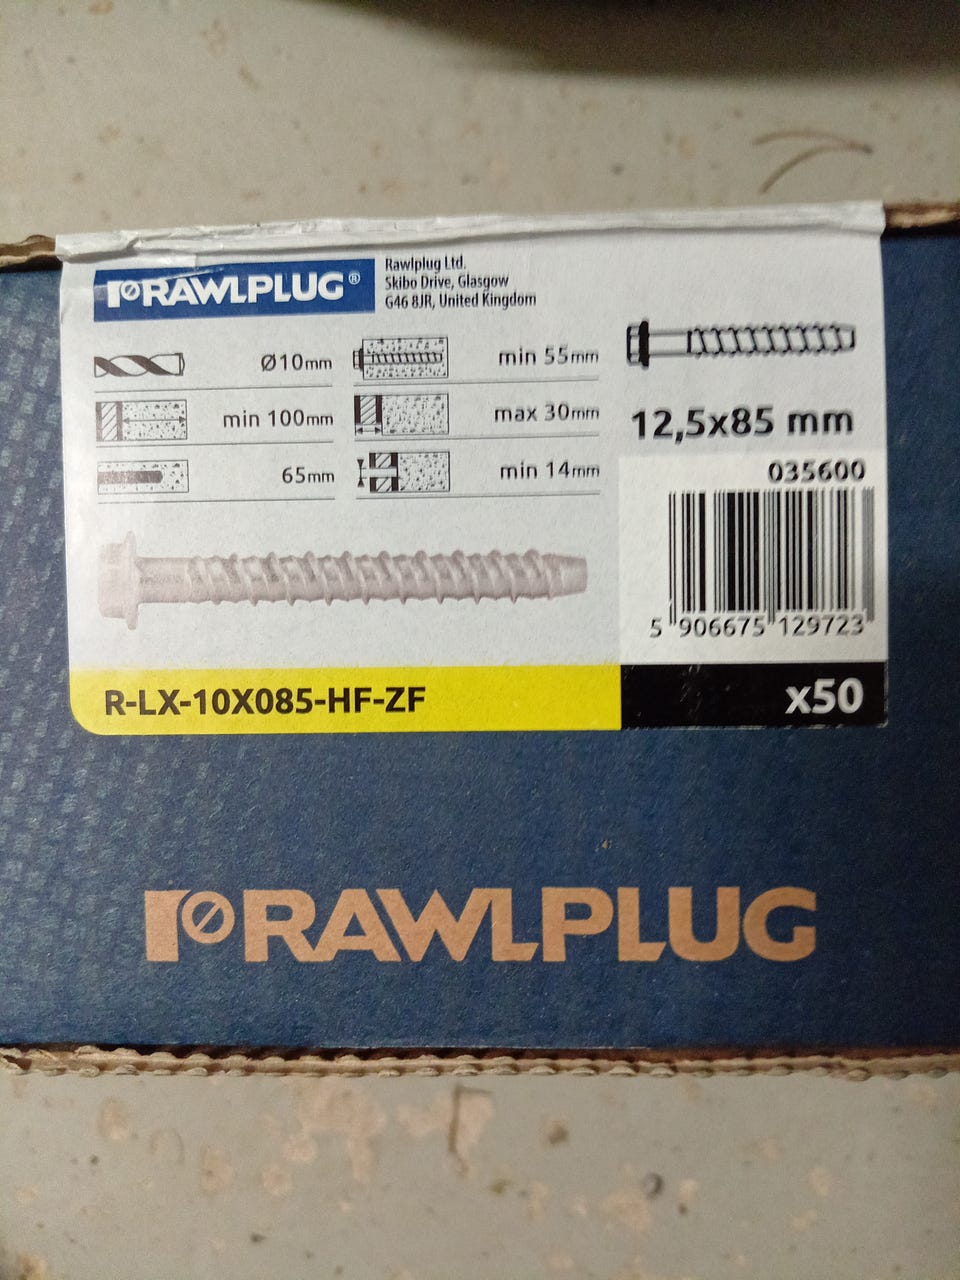 RAWLPLUG®
Rawlplug Ltd.
Skibo Drive, Glasgow
G46 8JR, United Kingdom
Ø10mm
min 55mm
min 100mm
max 30mm
65mm
min 14mm
12,5x85 mm
035600
5 906675 129723
R-LX-10X085-HF-ZF
x50
RAWLPLUG